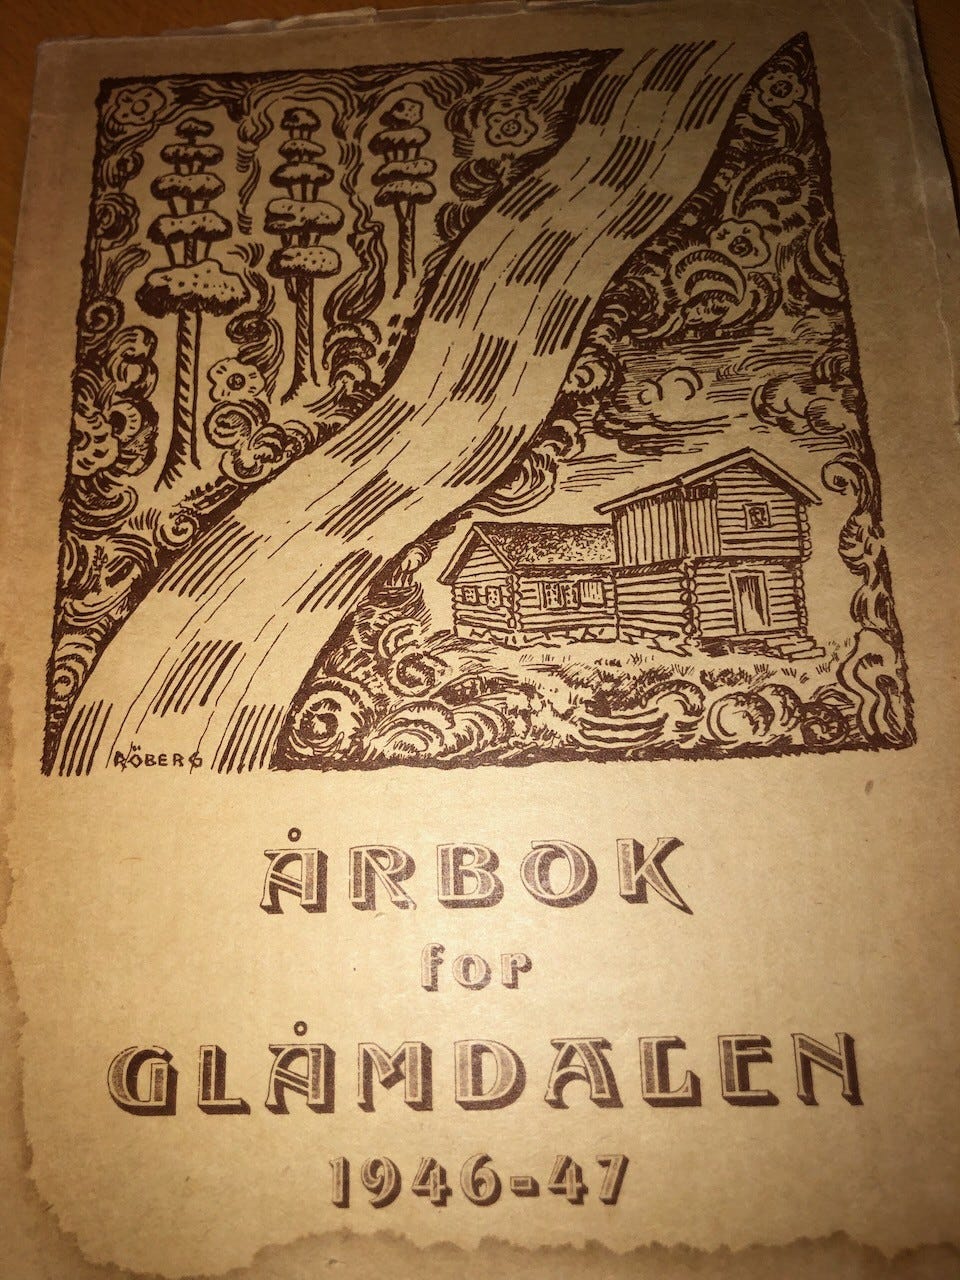 RÖBERG
ÅRBOK
for
GLÅMDALEN
1946-47